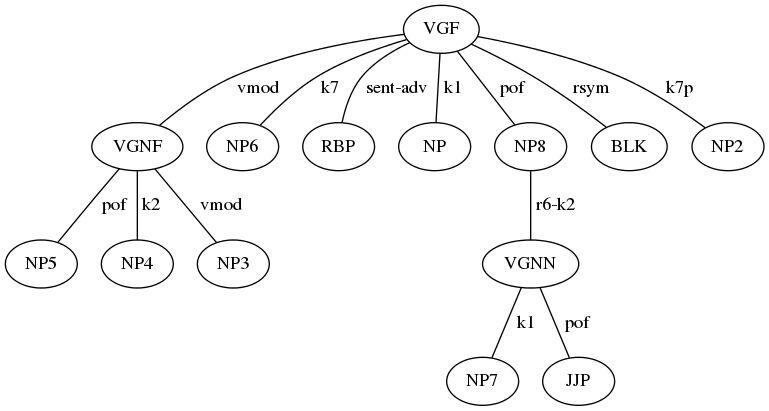 VGF
vmod k7 sent-adv k1 pof rsym k7p
VGNF NP6 RBP NP NP8 BLK NP2
pof k2 vmod r6-k2
NP5 NP4 NP3 VGNN
k1 pof
NP7 JJP